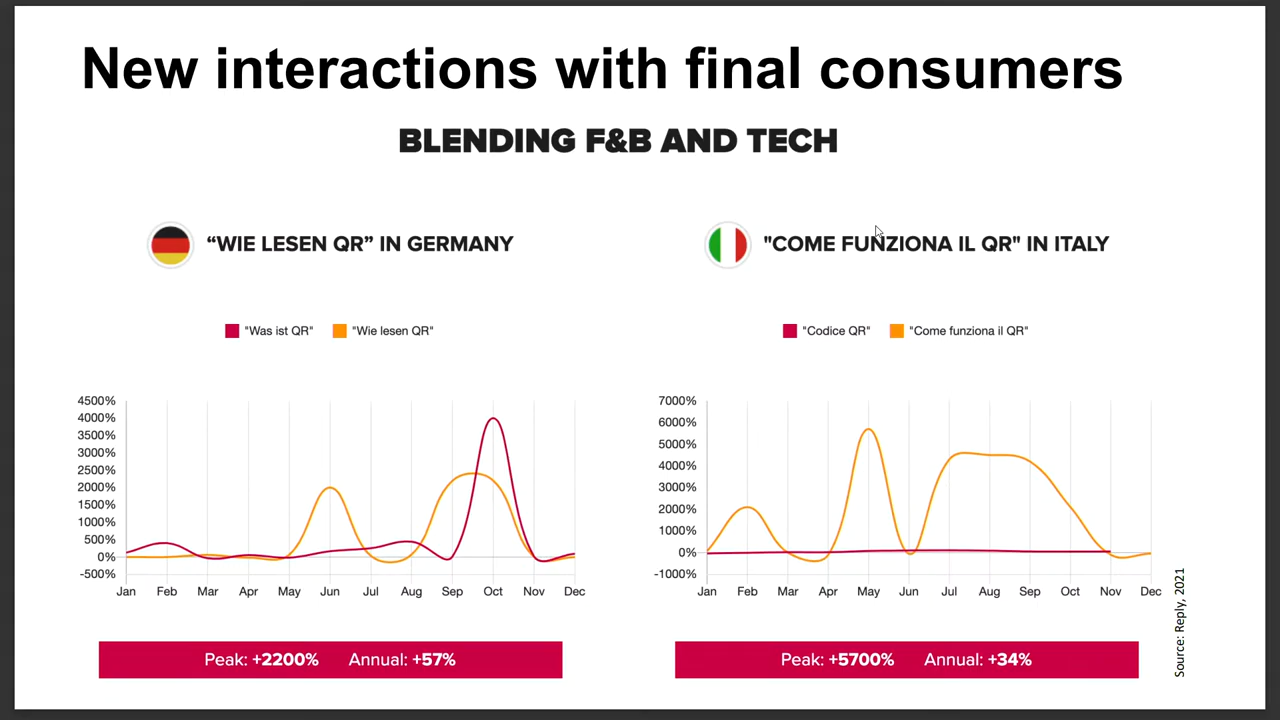 New interactions with final consumers
BLENDING F&B AND TECH
“WIE LESEN QR” IN GERMANY
"Was ist QR" "Wie lesen QR"
4500%
4000%
3500%
3000%
2500%
2000%
1500%
1000%
500%
0%
-500%
Jan Feb Mar Apr May Jun Jul Aug Sep Oct Nov Dec
Peak: +2200% Annual: +57%
"COME FUNZIONA IL QR" IN ITALY
"Codice QR" "Come funziona il QR"
7000%
6000%
5000%
4000%
3000%
2000%
1000%
0%
-1000%
Jan Feb Mar Apr May Jun Jul Aug Sep Oct Nov Dec
Peak: +5700% Annual: +34%
Source: Reply, 2021